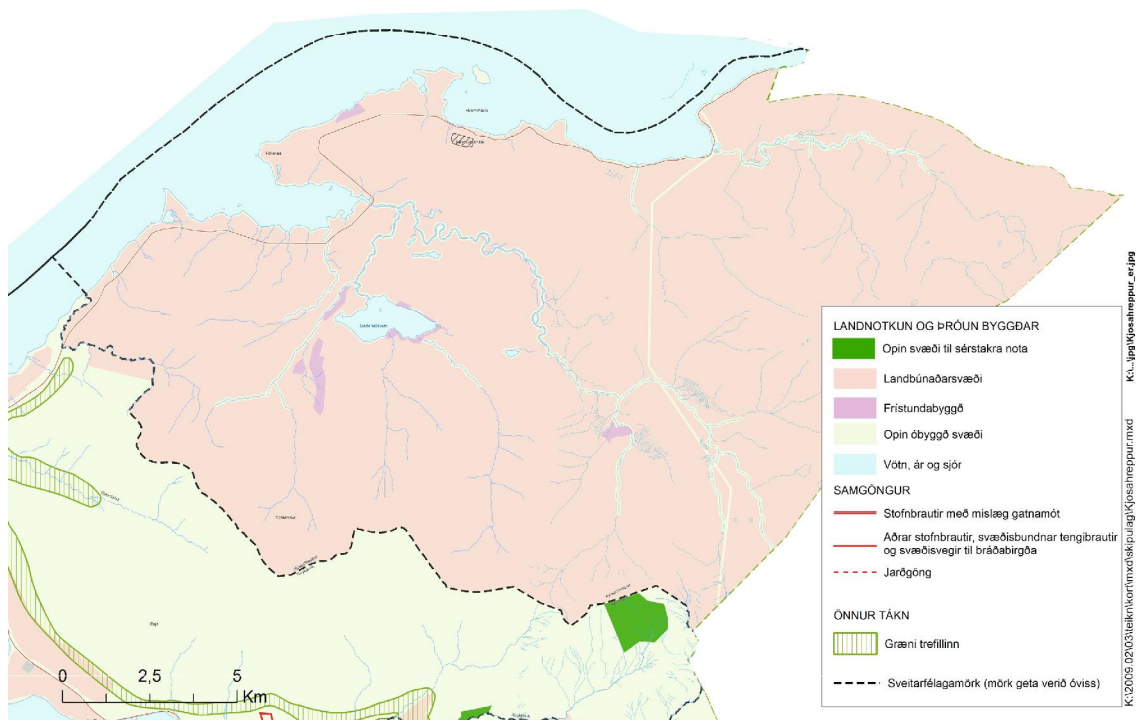 LANDNOTKUN OG ÞRÓUN BYGGÐAR
Opin svæði til sérstakra nota
Landbúnaðarsvæði
Frístundabyggð
Opin óbyggð svæði
Vötn, ár og sjór
SAMGÖNGUR
Stofnbrautir með mislæg gatnamót
Aðrar stofnbrautir, svæðisbundnar tengibrautir
og svæðisvegir til bráðabirgða
Jarðgöng
ÖNNUR TÁKN
Græni trefillinn
Sveitarfélagamörk (mörk geta verið óviss)
0 2,5 5
Km
K:\2009.02\03\teikn\kort\mxd\skipulag\Kjosahreppur.mxd
K:\...\jpg\Kjosahreppur_er.jpg